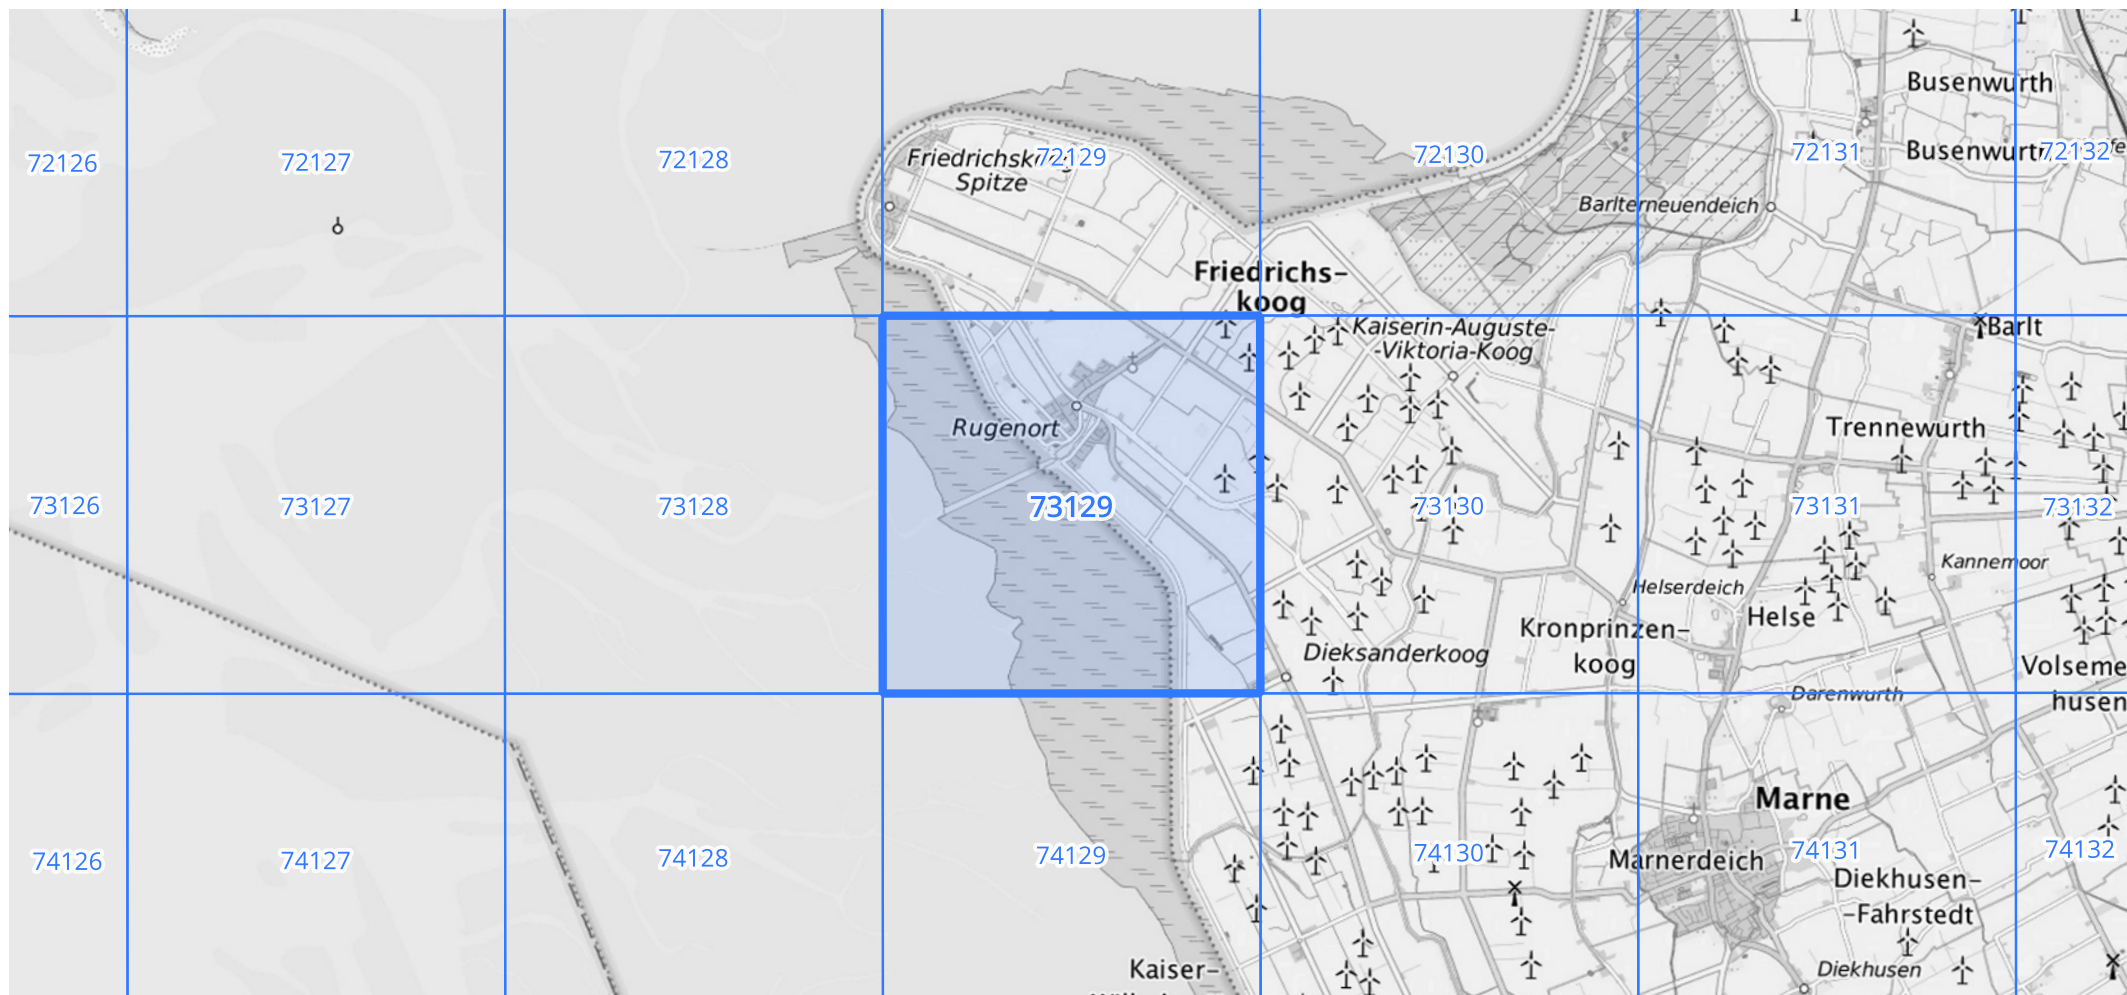 Busenwurth
72126
72127
72128
Friedrichsko
Spitze
72129
72130
72131
Busenwurth
72132
Barlterneuendeich
Friedrichs-
koog
Kaiserin-Auguste-
-Viktoria-Koog
Barlt
Rugenort
Trennewurth
73126
73127
73128
73129
73130
73131
73132
Kannemoor
Helserdeich
Helse
Kronprinzen-
koog
Dieksanderkoog
Volseme
husen
Darenwurth
Marne
74126
74127
74128
74129
74130
Marnerdeich
74131
74132
Diekhusen-
-Fahrstedt
Kaiser-
Diekhusen